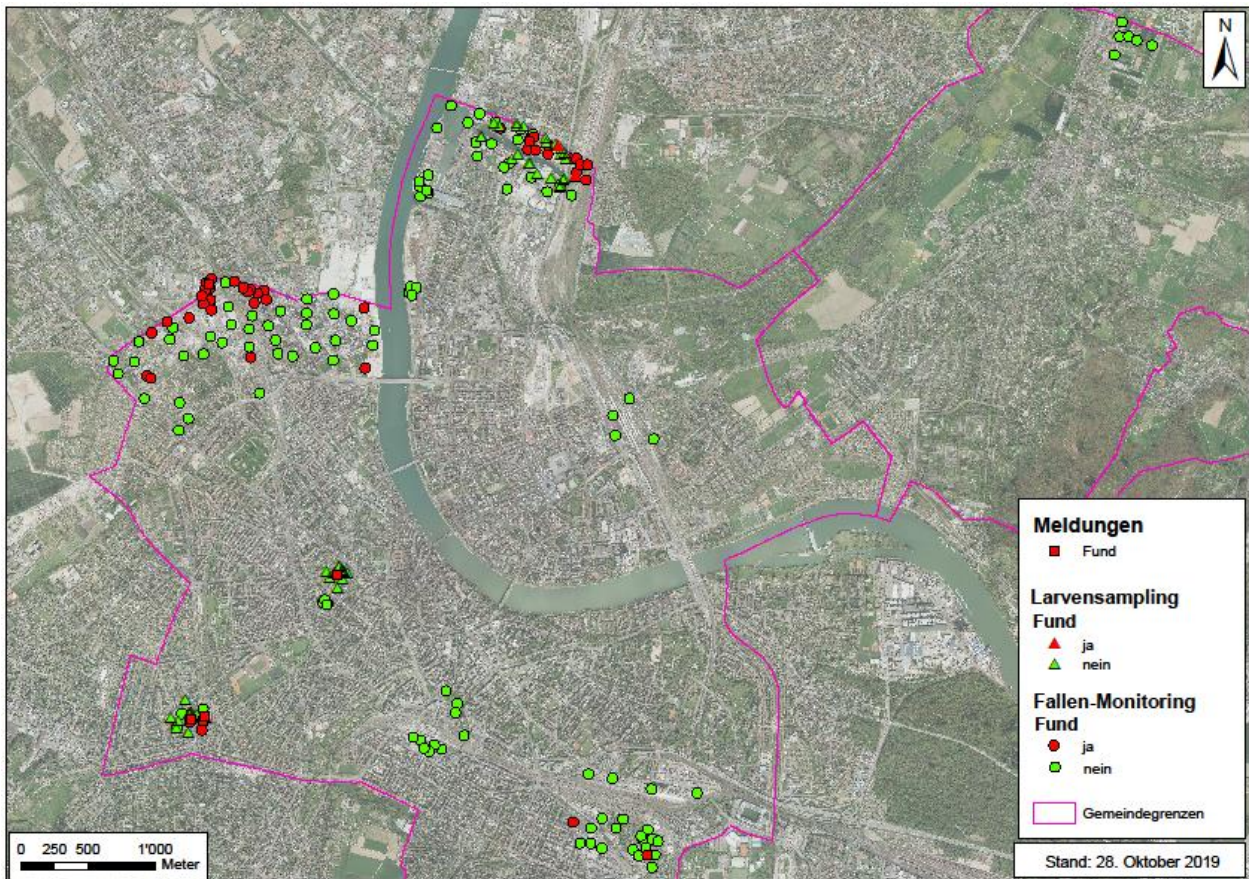 N
Meldungen
Fund
Larvensampling
Fund
ja
nein
Fallen-Monitoring
Fund
ja
nein
Gemeindegrenzen
0 250 500 1'000
Meter
Stand: 28. Oktober 2019